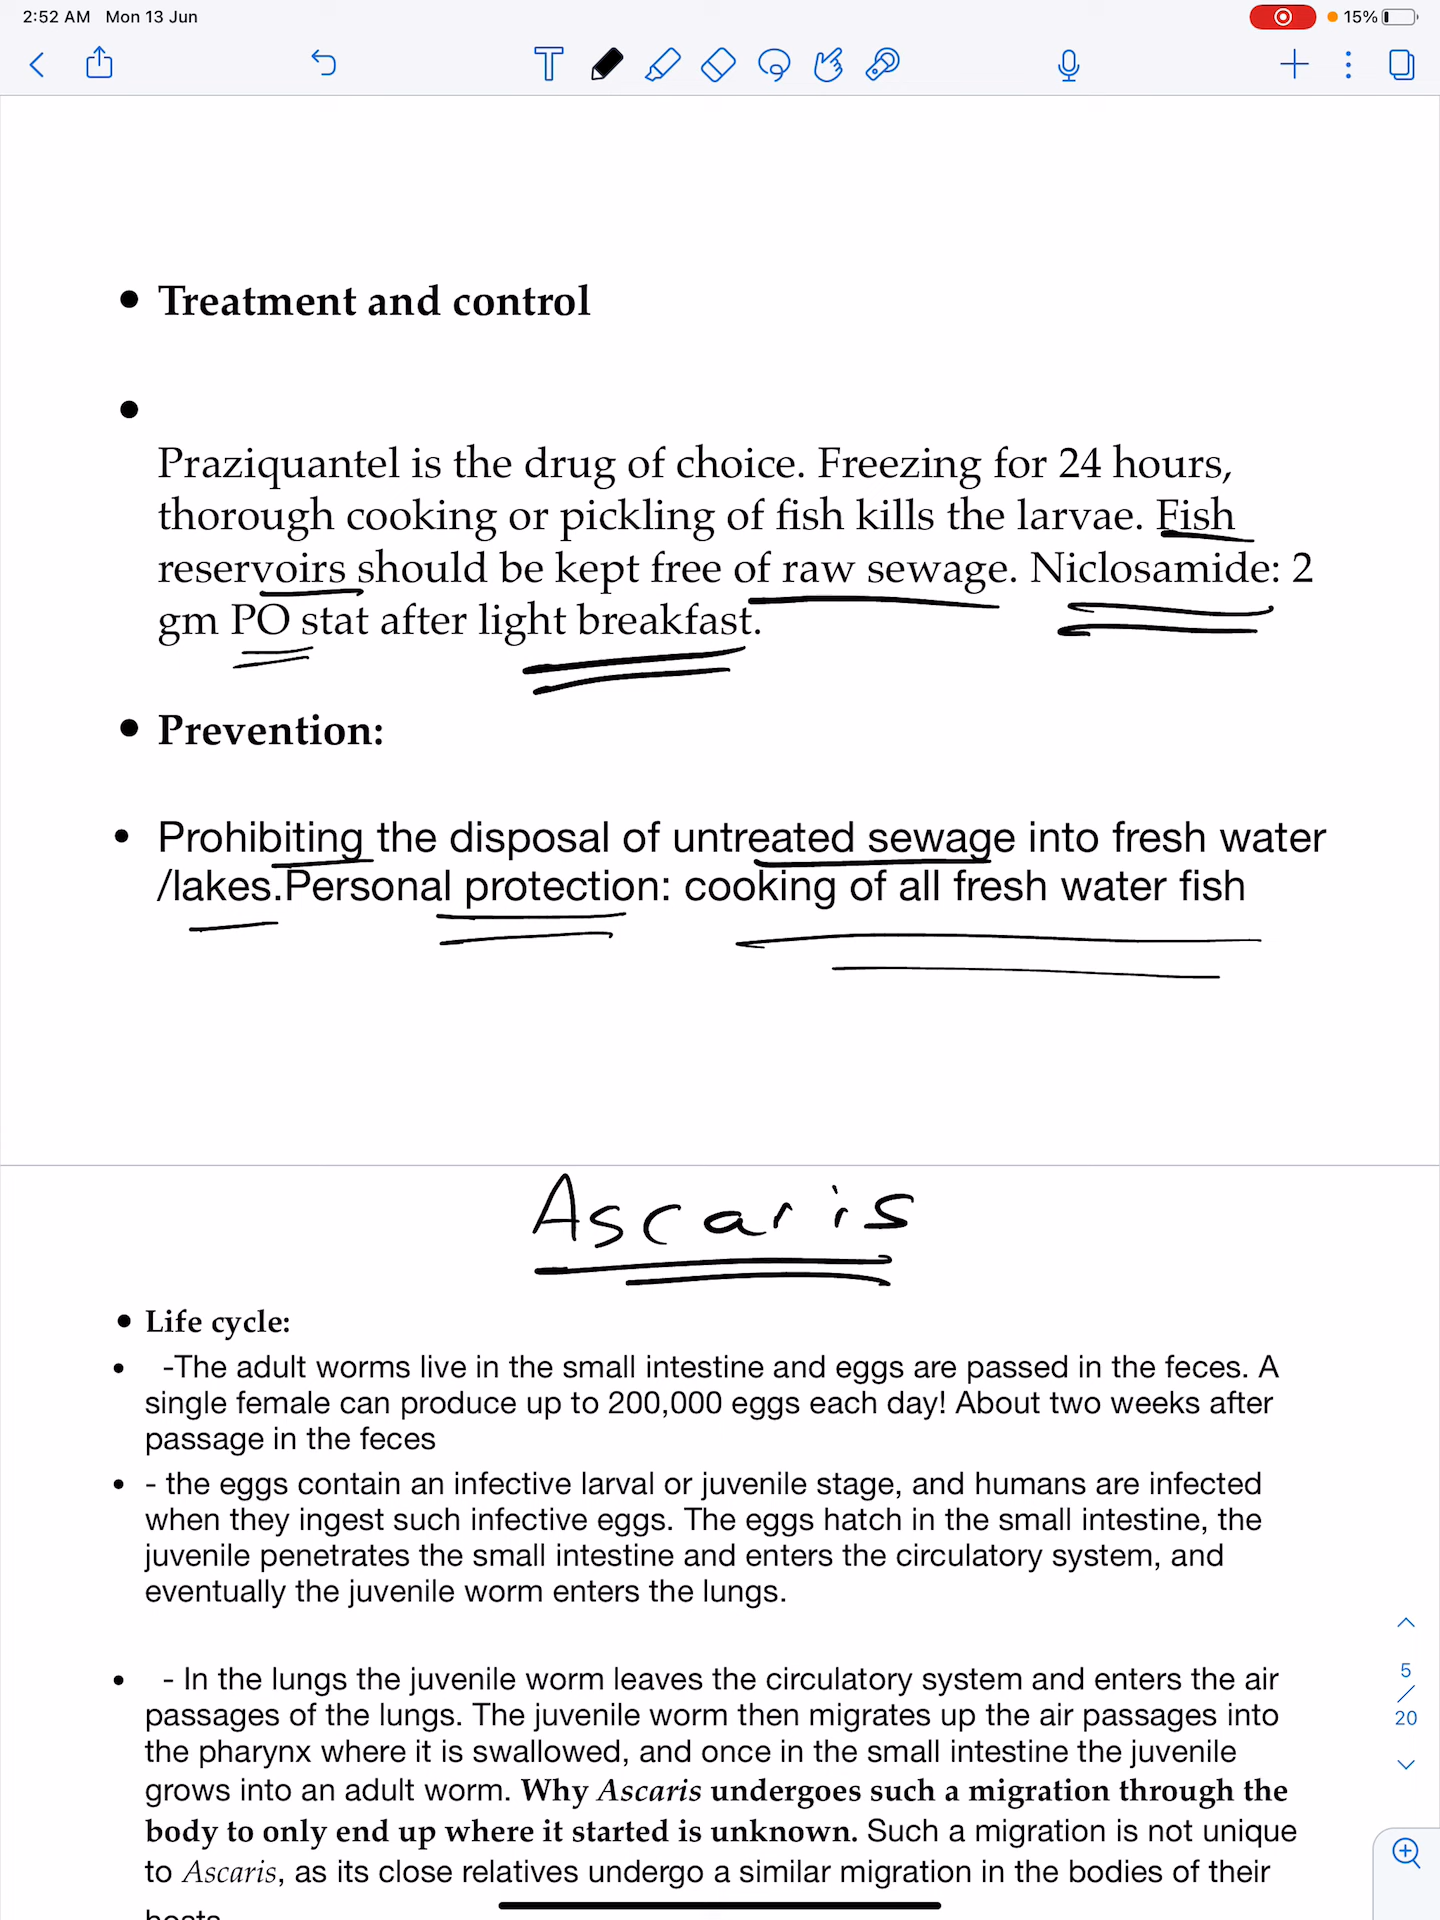 2:52 AM Mon 13 Jun
15%
• Treatment and control
•
Praziquantel is the drug of choice. Freezing for 24 hours,
thorough cooking or pickling of fish kills the larvae. Fish
reservoirs should be kept free of raw sewage. Niclosamide: 2
gm PO stat after light breakfast.
• Prevention:
• Prohibiting the disposal of untreated sewage into fresh water
/lakes.Personal protection: cooking of all fresh water fish
Ascaris
• Life cycle:
• -The adult worms live in the small intestine and eggs are passed in the feces. A
single female can produce up to 200,000 eggs each day! About two weeks after
passage in the feces
• - the eggs contain an infective larval or juvenile stage, and humans are infected
when they ingest such infective eggs. The eggs hatch in the small intestine, the
juvenile penetrates the small intestine and enters the circulatory system, and
eventually the juvenile worm enters the lungs.
• - In the lungs the juvenile worm leaves the circulatory system and enters the air
passages of the lungs. The juvenile worm then migrates up the air passages into
the pharynx where it is swallowed, and once in the small intestine the juvenile
grows into an adult worm. Why Ascaris undergoes such a migration through the
body to only end up where it started is unknown. Such a migration is not unique
to Ascaris, as its close relatives undergo a similar migration in the bodies of their
5
/
20